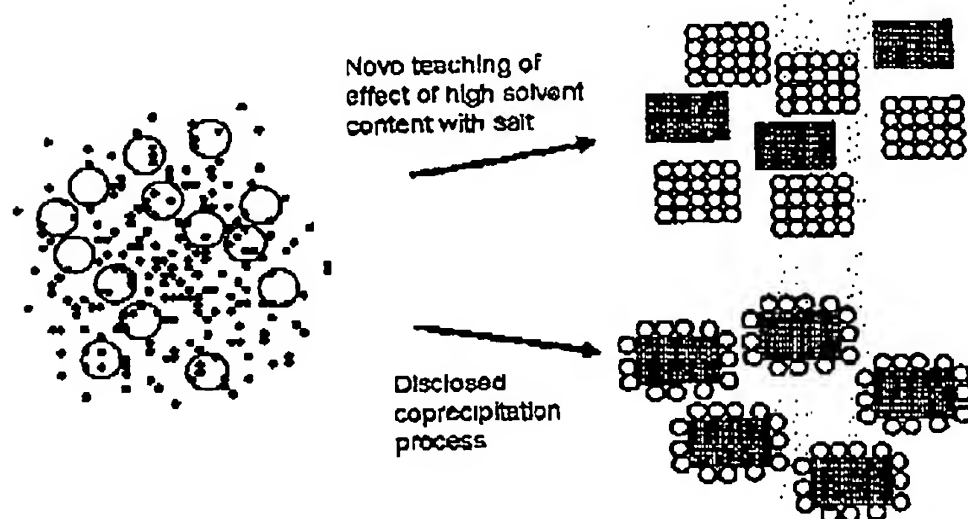 Novo teaching of
effect of high solvent
content with salt
Disclosed
coprecipitation
process